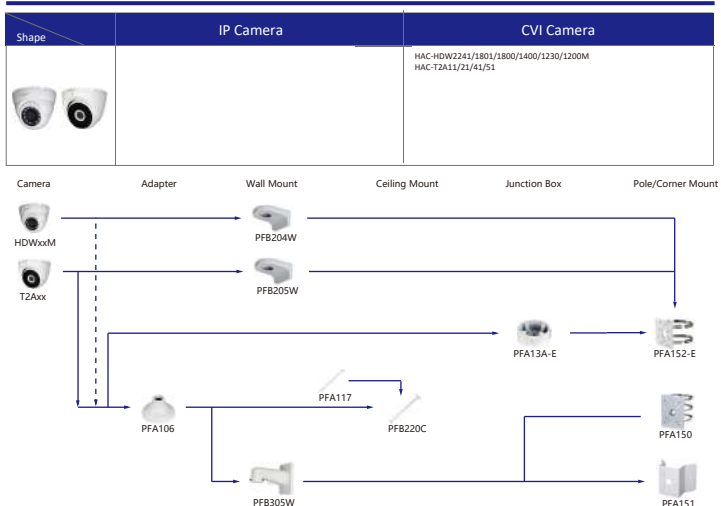 Shape
IP Camera
CVI Camera
HAC-HDW2241/1801/1800/1400/1230/1200M
HAC-T2A11/21/41/51
Camera
Adapter
Wall Mount
Ceiling Mount
Junction Box
Pole/Corner Mount
HDWxxM
PFB204W
T2Axx
PFB205W
PFA13A-E
PFA152-E
PFA117
PFA106
PFB220C
PFA150
PFB305W
PFA151